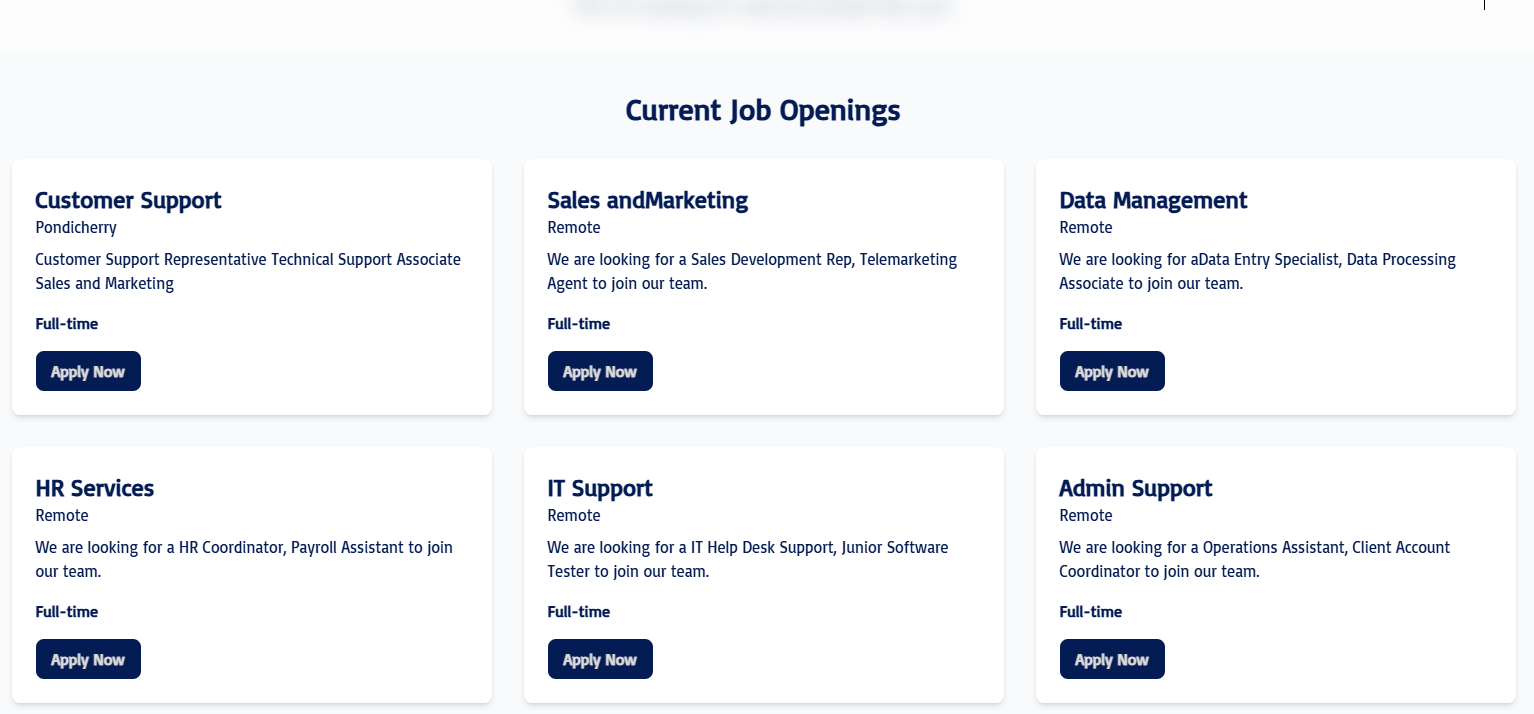 Current Job Openings
Customer Support
Pondicherry
Customer Support Representative Technical Support Associate
Sales and Marketing
Full-time
Apply Now
Sales andMarketing
Remote
We are looking for a Sales Development Rep, Telemarketing
Agent to join our team.
Full-time
Apply Now
Data Management
Remote
We are looking for aData Entry Specialist, Data Processing
Associate to join our team.
Full-time
Apply Now
HR Services
Remote
We are looking for a HR Coordinator, Payroll Assistant to join
our team.
Full-time
Apply Now
IT Support
Remote
We are looking for a IT Help Desk Support, Junior Software
Tester to join our team.
Full-time
Apply Now
Admin Support
Remote
We are looking for a Operations Assistant, Client Account
Coordinator to join our team.
Full-time
Apply Now